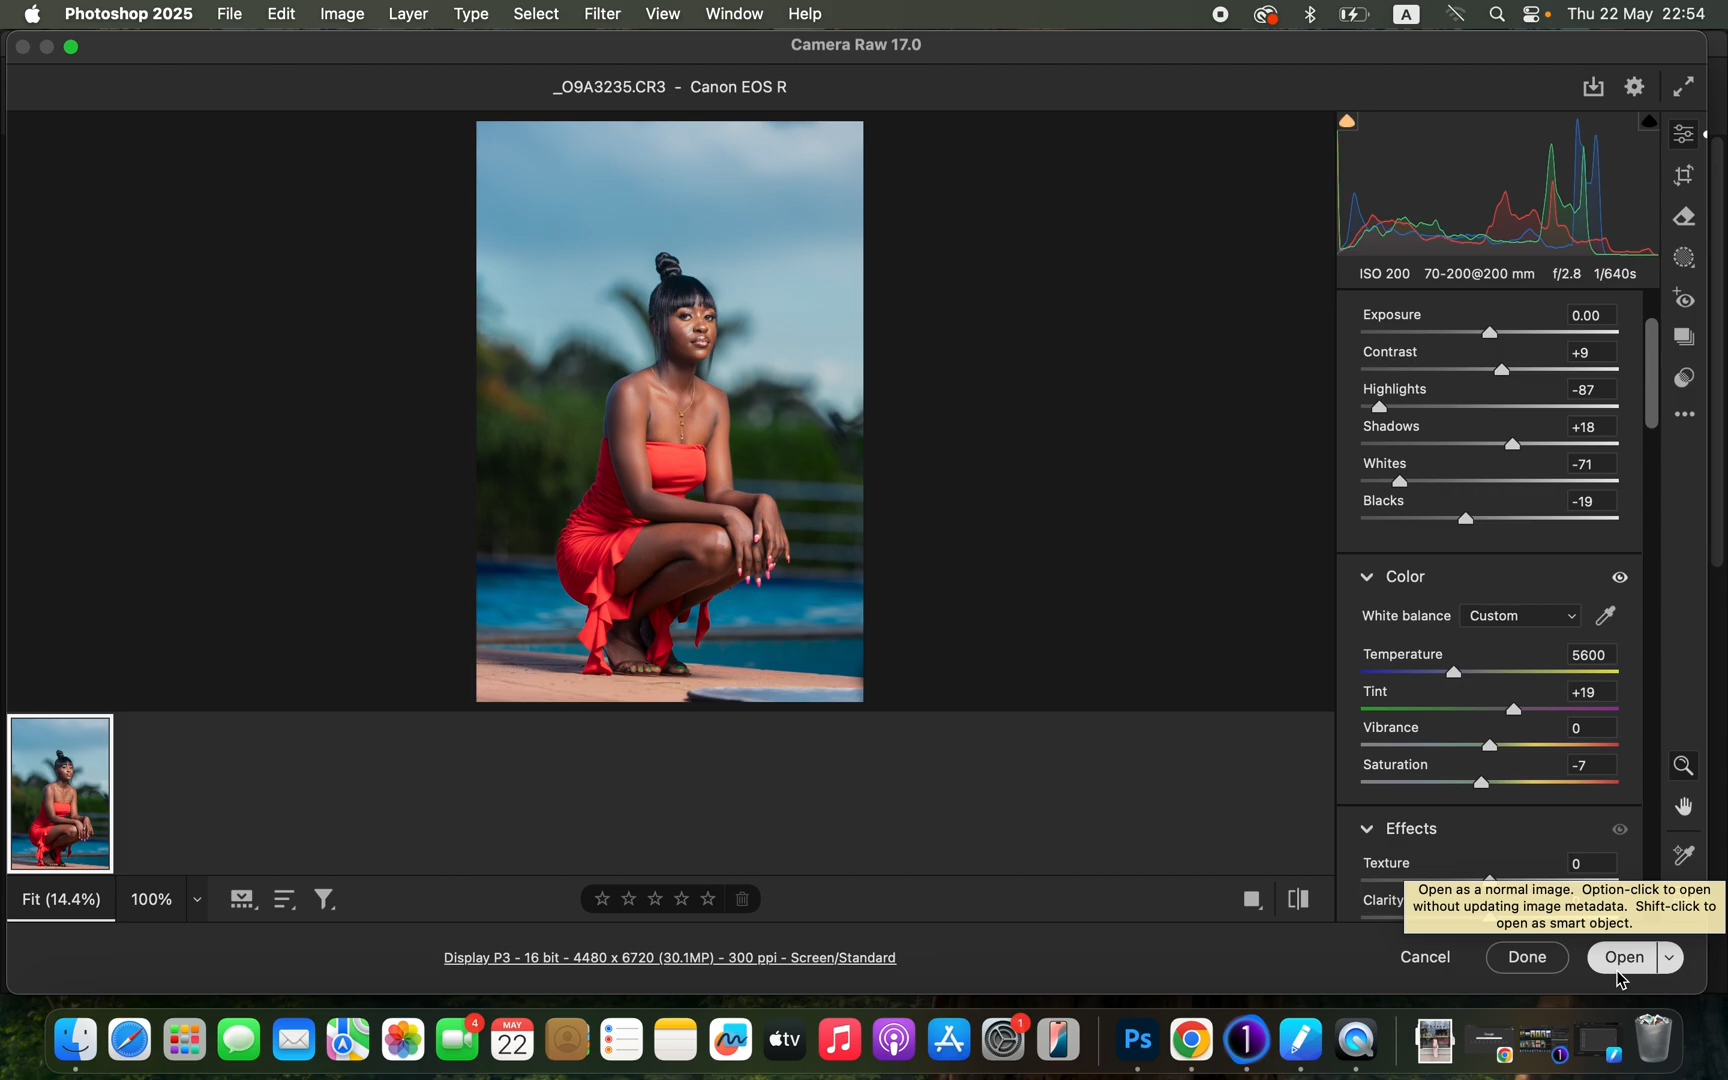 Photoshop 2025 File Edit Image Layer Type Select Filter View Window Help A Thu 22 May 22:54
Camera Raw 17.0
_O9A3235.CR3 - Canon EOS R
ISO 200 70-200@200 mm f/2.8 1/640s
Exposure 0.00
Contrast +9
Highlights -87
Shadows +18
Whites -71
Blacks -19
Color
White balance Custom
Temperature 5600
Tint +19
Vibrance 0
Saturation -7
Effects
Texture 0
Clarity
Open as a normal image. Option-click to open
without updating image metadata. Shift-click to
open as smart object.
Fit (14.4%) 100%
Display P3 - 16 bit - 4480 x 6720 (30.1MP) - 300 ppi - Screen/Standard
Cancel Done Open
4
MAY
22
tv
1
Ps
1